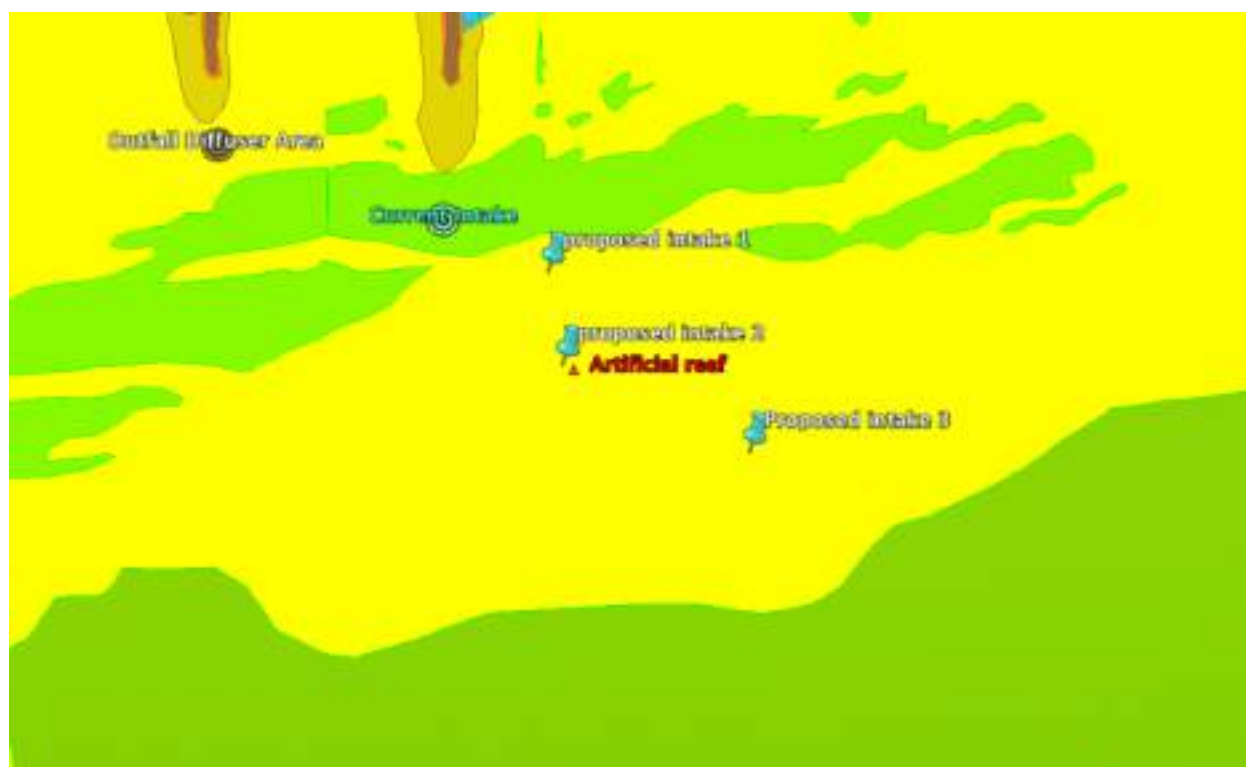 Outfall Diffuser Area
Current Intake
proposed intake 1
proposed intake 2
Artificial reef
Proposed intake 3